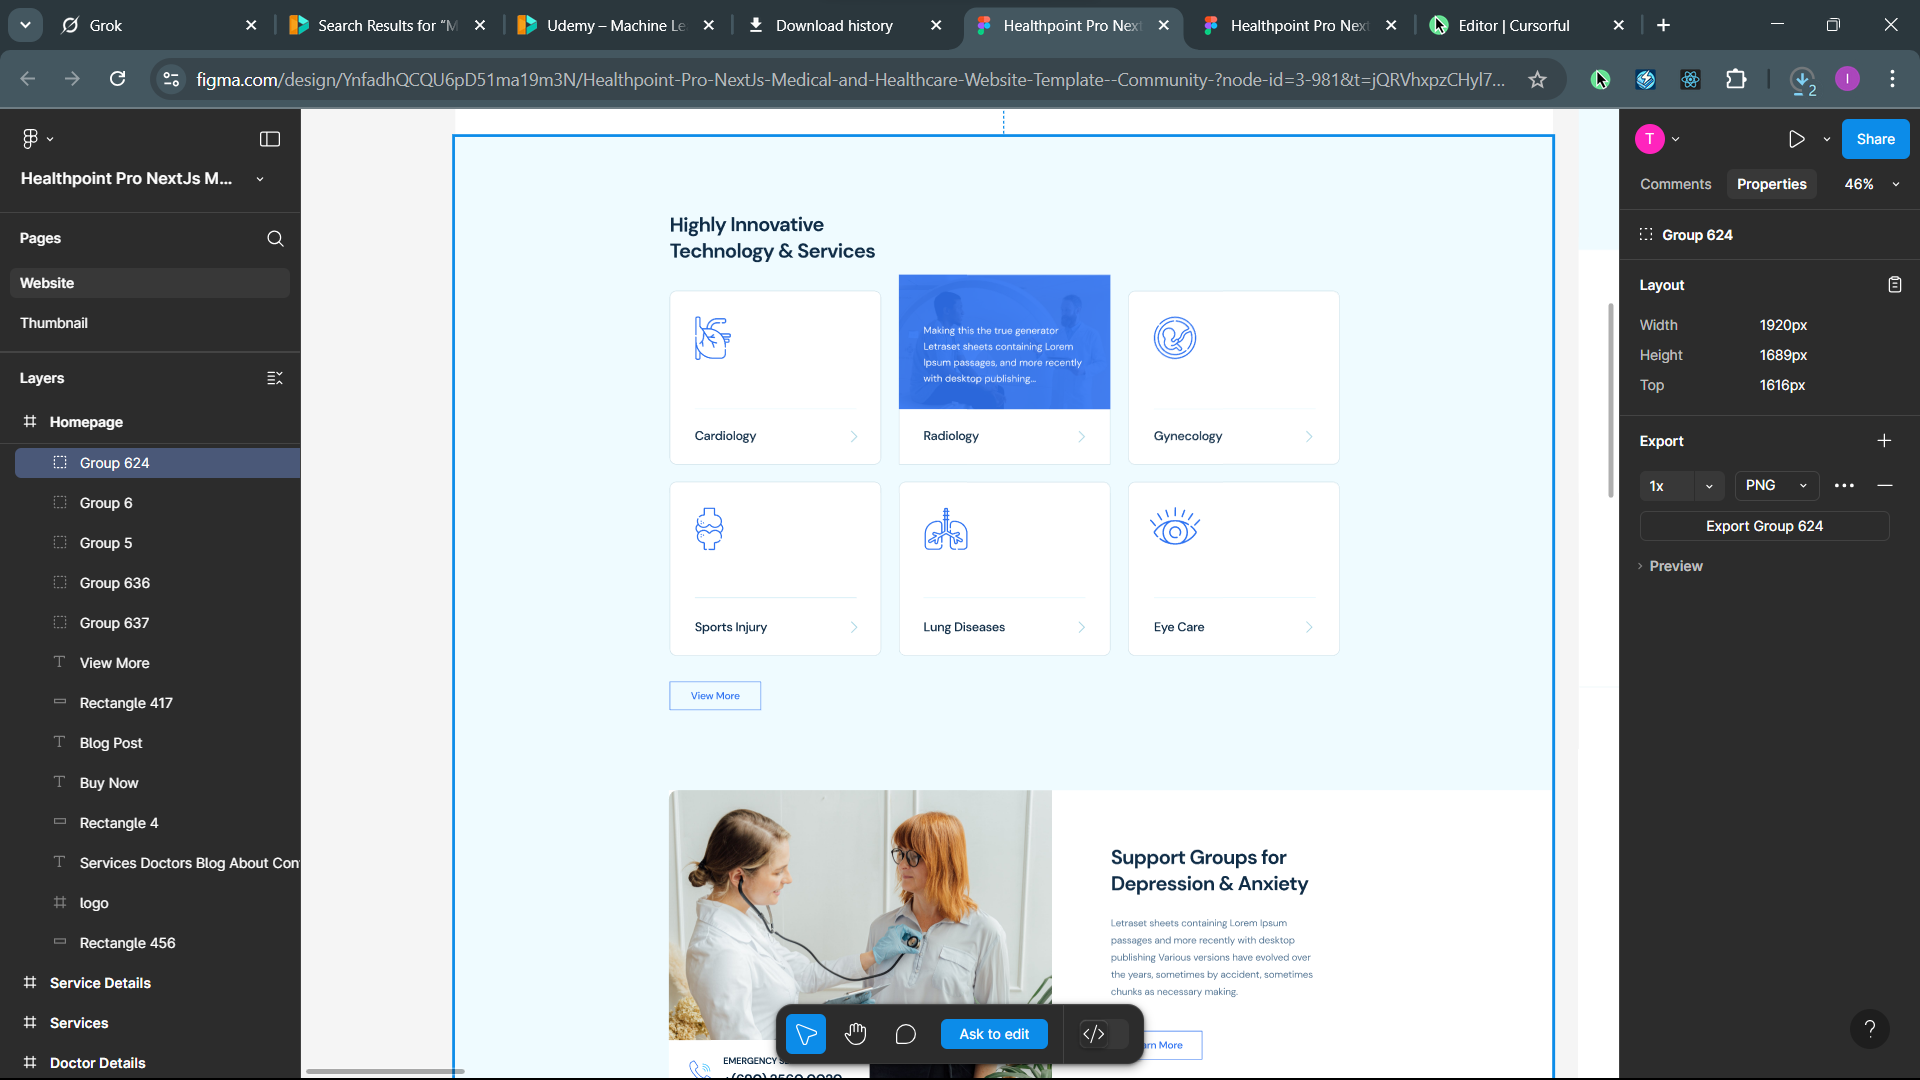 Grok
Search Results for “M
Udemy – Machine Le
Download history
Healthpoint Pro Next
Healthpoint Pro Next
Editor | Cursorful
figma.com/design/YnfadhQCQU6pD51ma19m3N/Healthpoint-Pro-NextJs-Medical-and-Healthcare-Website-Template--Community-?node-id=3-981&t=jQRVhxpzCHyl7...
2
I
Healthpoint Pro NextJs M...
Pages
Website
Thumbnail
Layers
Homepage
Group 624
Group 6
Group 5
Group 636
Group 637
View More
Rectangle 417
Blog Post
Buy Now
Rectangle 4
Services Doctors Blog About Con
logo
Rectangle 456
Service Details
Services
Doctor Details
Highly Innovative
Technology & Services
Making this the true generator
Letraset sheets containing Lorem
Ipsum passages, and more recently
with desktop publishing...
Cardiology
Radiology
Gynecology
Sports Injury
Lung Diseases
Eye Care
View More
Support Groups for
Depression & Anxiety
Letraset sheets containing Lorem Ipsum
passages and more recently with desktop
publishing Various versions have evolved over
the years, sometimes by accident, sometimes
chunks as necessary making.
arn More
EMERGENCY S
Ask to edit
T
Share
Comments
Properties
46%
Group 624
Layout
Width
1920px
Height
1689px
Top
1616px
Export
1x
PNG
Export Group 624
Preview
?